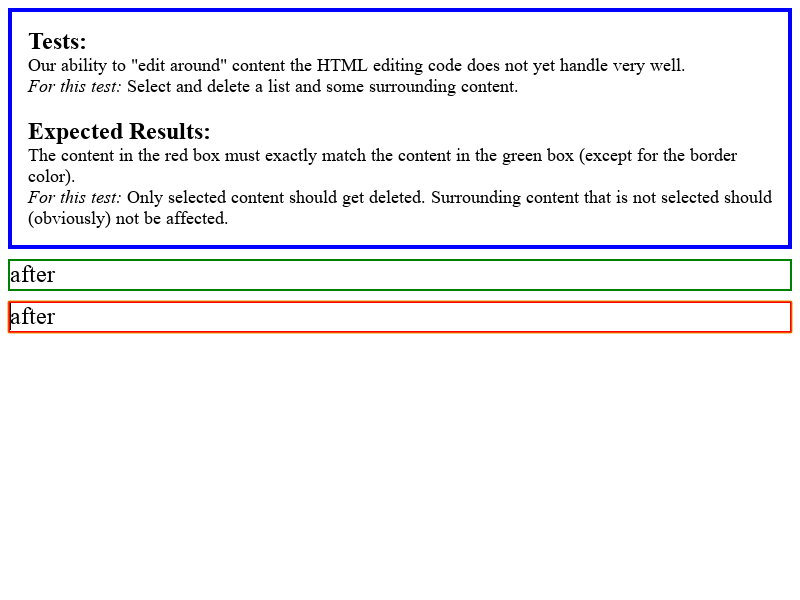 Tests:
Our ability to "edit around" content the HTML editing code does not yet handle very well.
For this test: Select and delete a list and some surrounding content.
Expected Results:
The content in the red box must exactly match the content in the green box (except for the border
color).
For this test: Only selected content should get deleted. Surrounding content that is not selected should
(obviously) not be affected.
after
after